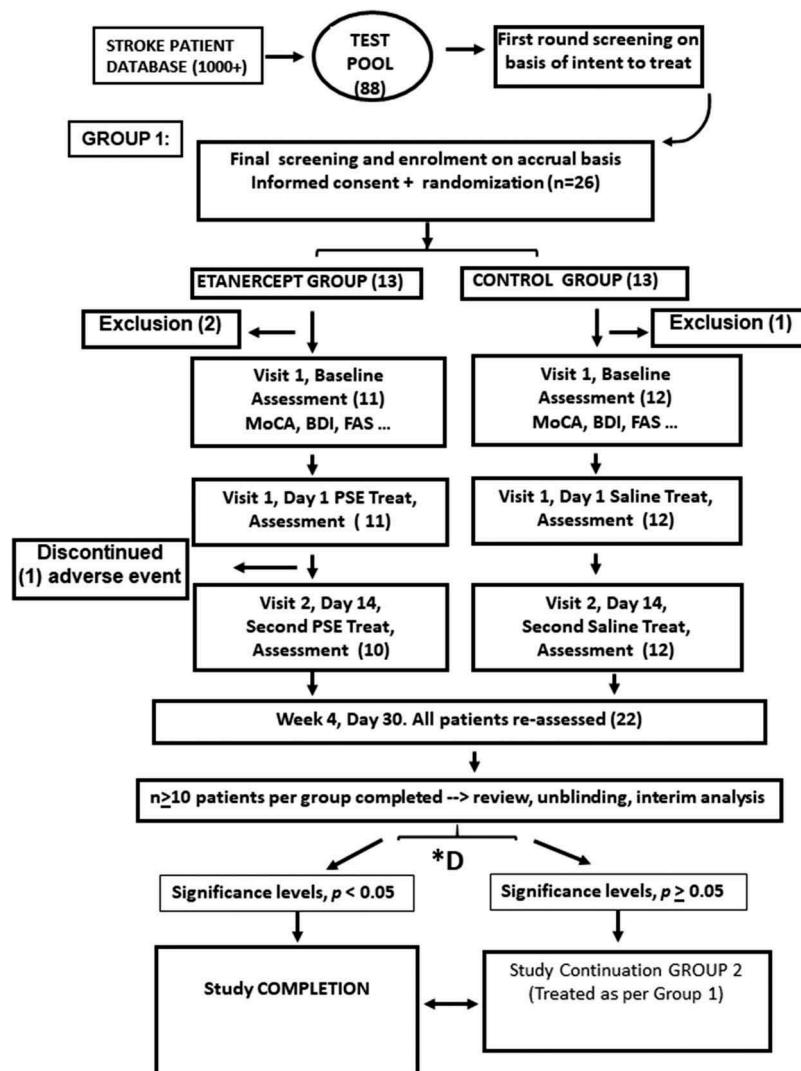 STROKE PATIENT
DATABASE (1000+)
TEST
POOL
(88)
First round screening on
basis of intent to treat
GROUP 1:
Final screening and enrolment on accrual basis
Informed consent + randomization (n=26)
ETANERCEPT GROUP (13)
CONTROL GROUP (13)
Exclusion (2)
Exclusion (1)
Visit 1, Baseline
Assessment
(11)
MoCA, BDI, FAS ...
Visit 1, Baseline
Assessment
(12)
MoCA, BDI, FAS ...
Visit 1, Day 1 PSE Treat,
Assessment ( 11)
Visit 1, Day 1 Saline Treat,
Assessment (12)
Discontinued
(1) adverse event
Visit 2, Day 14,
Second PSE Treat,
Assessment (10)
Visit 2, Day 14,
Second Saline Treat,
Assessment (12)
Week 4, Day 30. All patients re-assessed (22)
n≥10 patients per group completed --> review, unblinding, interim analysis
*D
Significance levels, p < 0.05
Significance levels, p ≥ 0.05
Study COMPLETION
Study Continuation GROUP 2
(Treated as per Group 1)